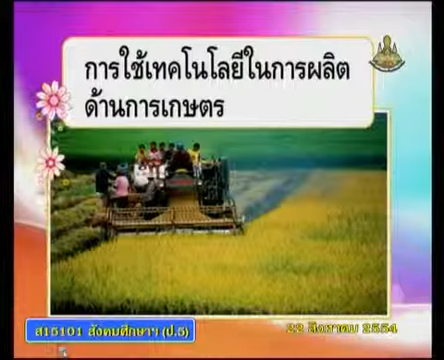 การใช้เทคโนโลยีในการผลิต
ด้านการเกษตร
ส15101 สังคมศึกษาฯ (ป.5)
22 สิงหาคม 2554